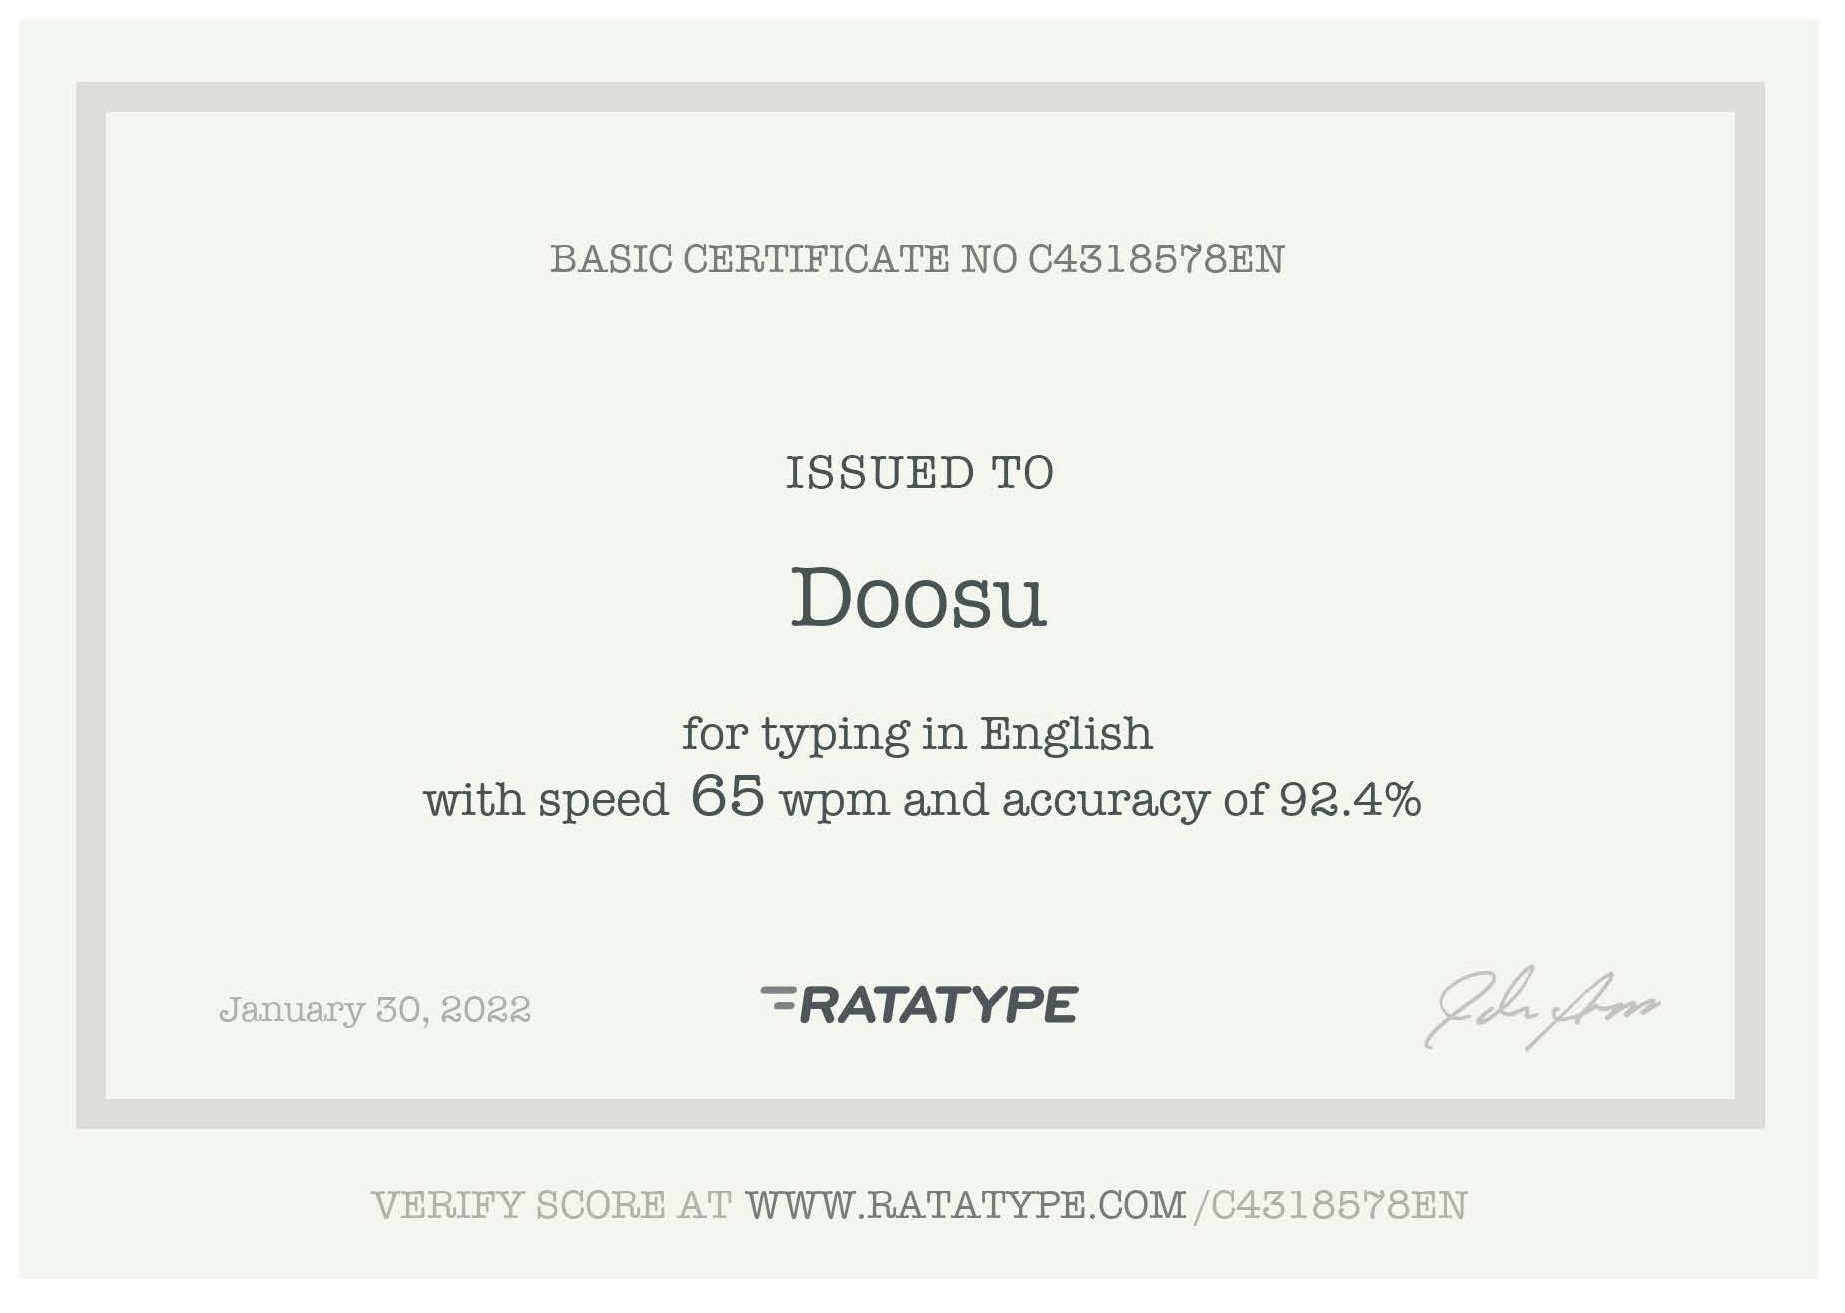 BASIC CERTIFICATE NO C4318578EN
ISSUED TO
Doosu
for typing in English
with speed 65 wpm and accuracy of 92.4%
January 30, 2022
RATATYPE
VERIFY SCORE AT WWW.RATATYPE.COM/C4318578EN